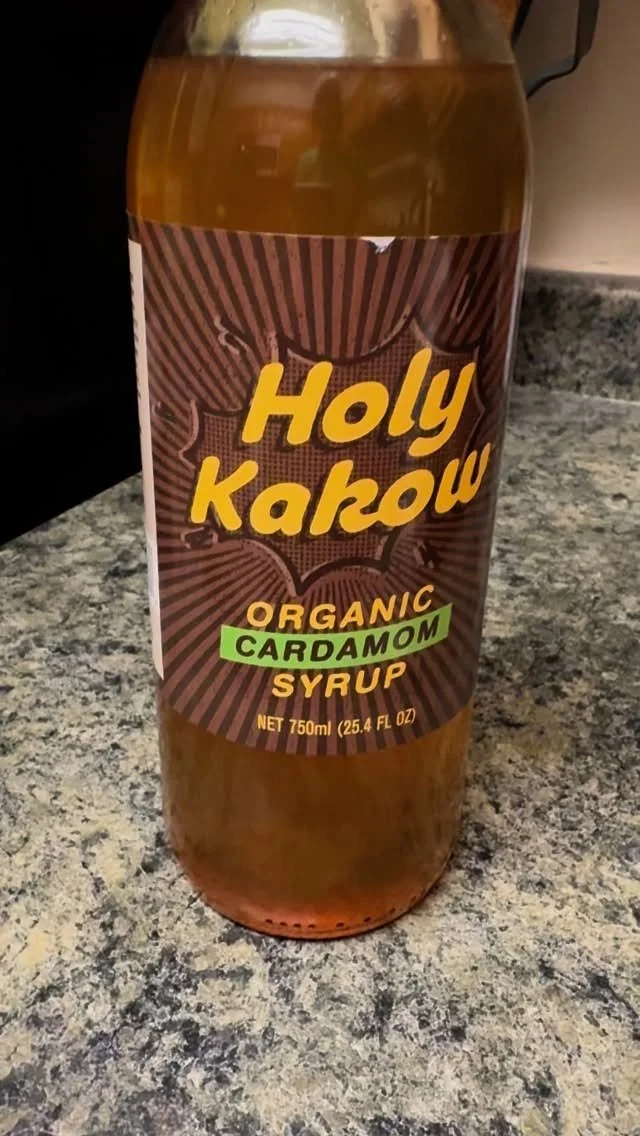 Holy
Kakow
ORGANIC
CARDAMOM
SYRUP
NET 750ml (25.4 FL OZ)